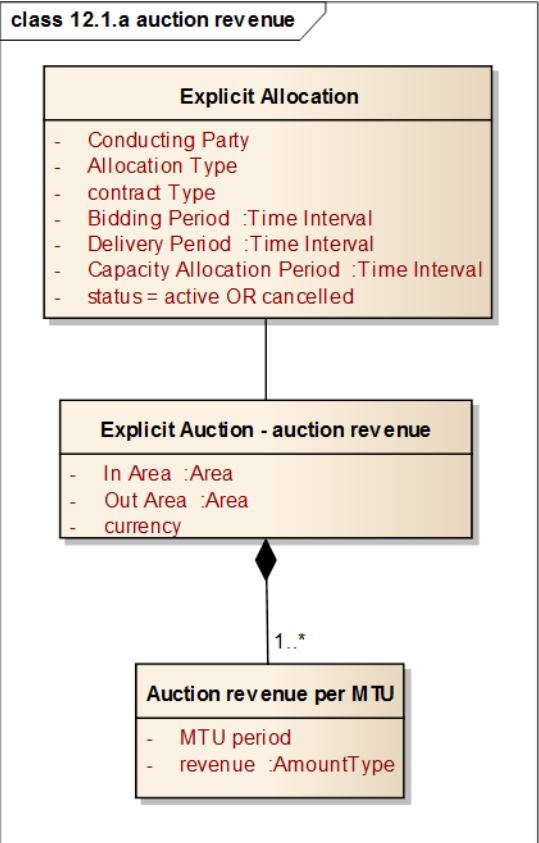 class 12.1.a auction revenue
Explicit Allocation
- Conducting Party
- Allocation Type
- contract Type
- Bidding Period :Time Interval
- Delivery Period :Time Interval
- Capacity Allocation Period :Time Interval
- status = active OR cancelled
Explicit Auction - auction revenue
- In Area :Area
- Out Area :Area
- currency
1..*
Auction revenue per MTU
- MTU period
- revenue :AmountType